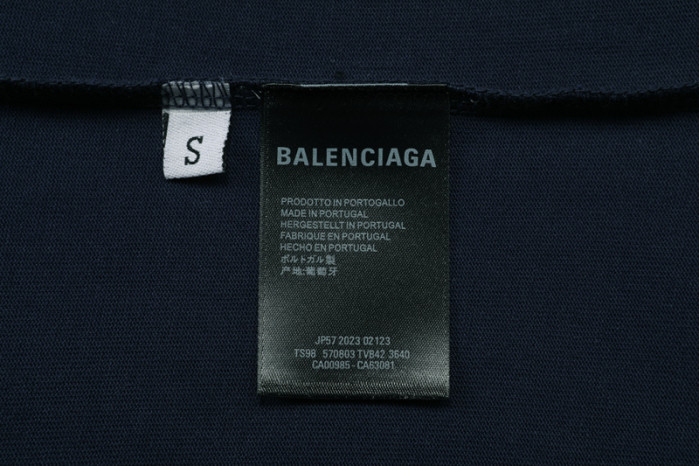 S
BALENCIAGA
PRODOTTO IN PORTOGALLO
MADE IN PORTUGAL
HERGESTELLT IN PORTUGAL
FABRIQUE EN PORTUGAL
HECHO EN PORTUGAL
ポルトガル製
产地:葡萄牙
JP57 2023 02123
TS98 570803 TVB42 3640
CA00985 - CA63081